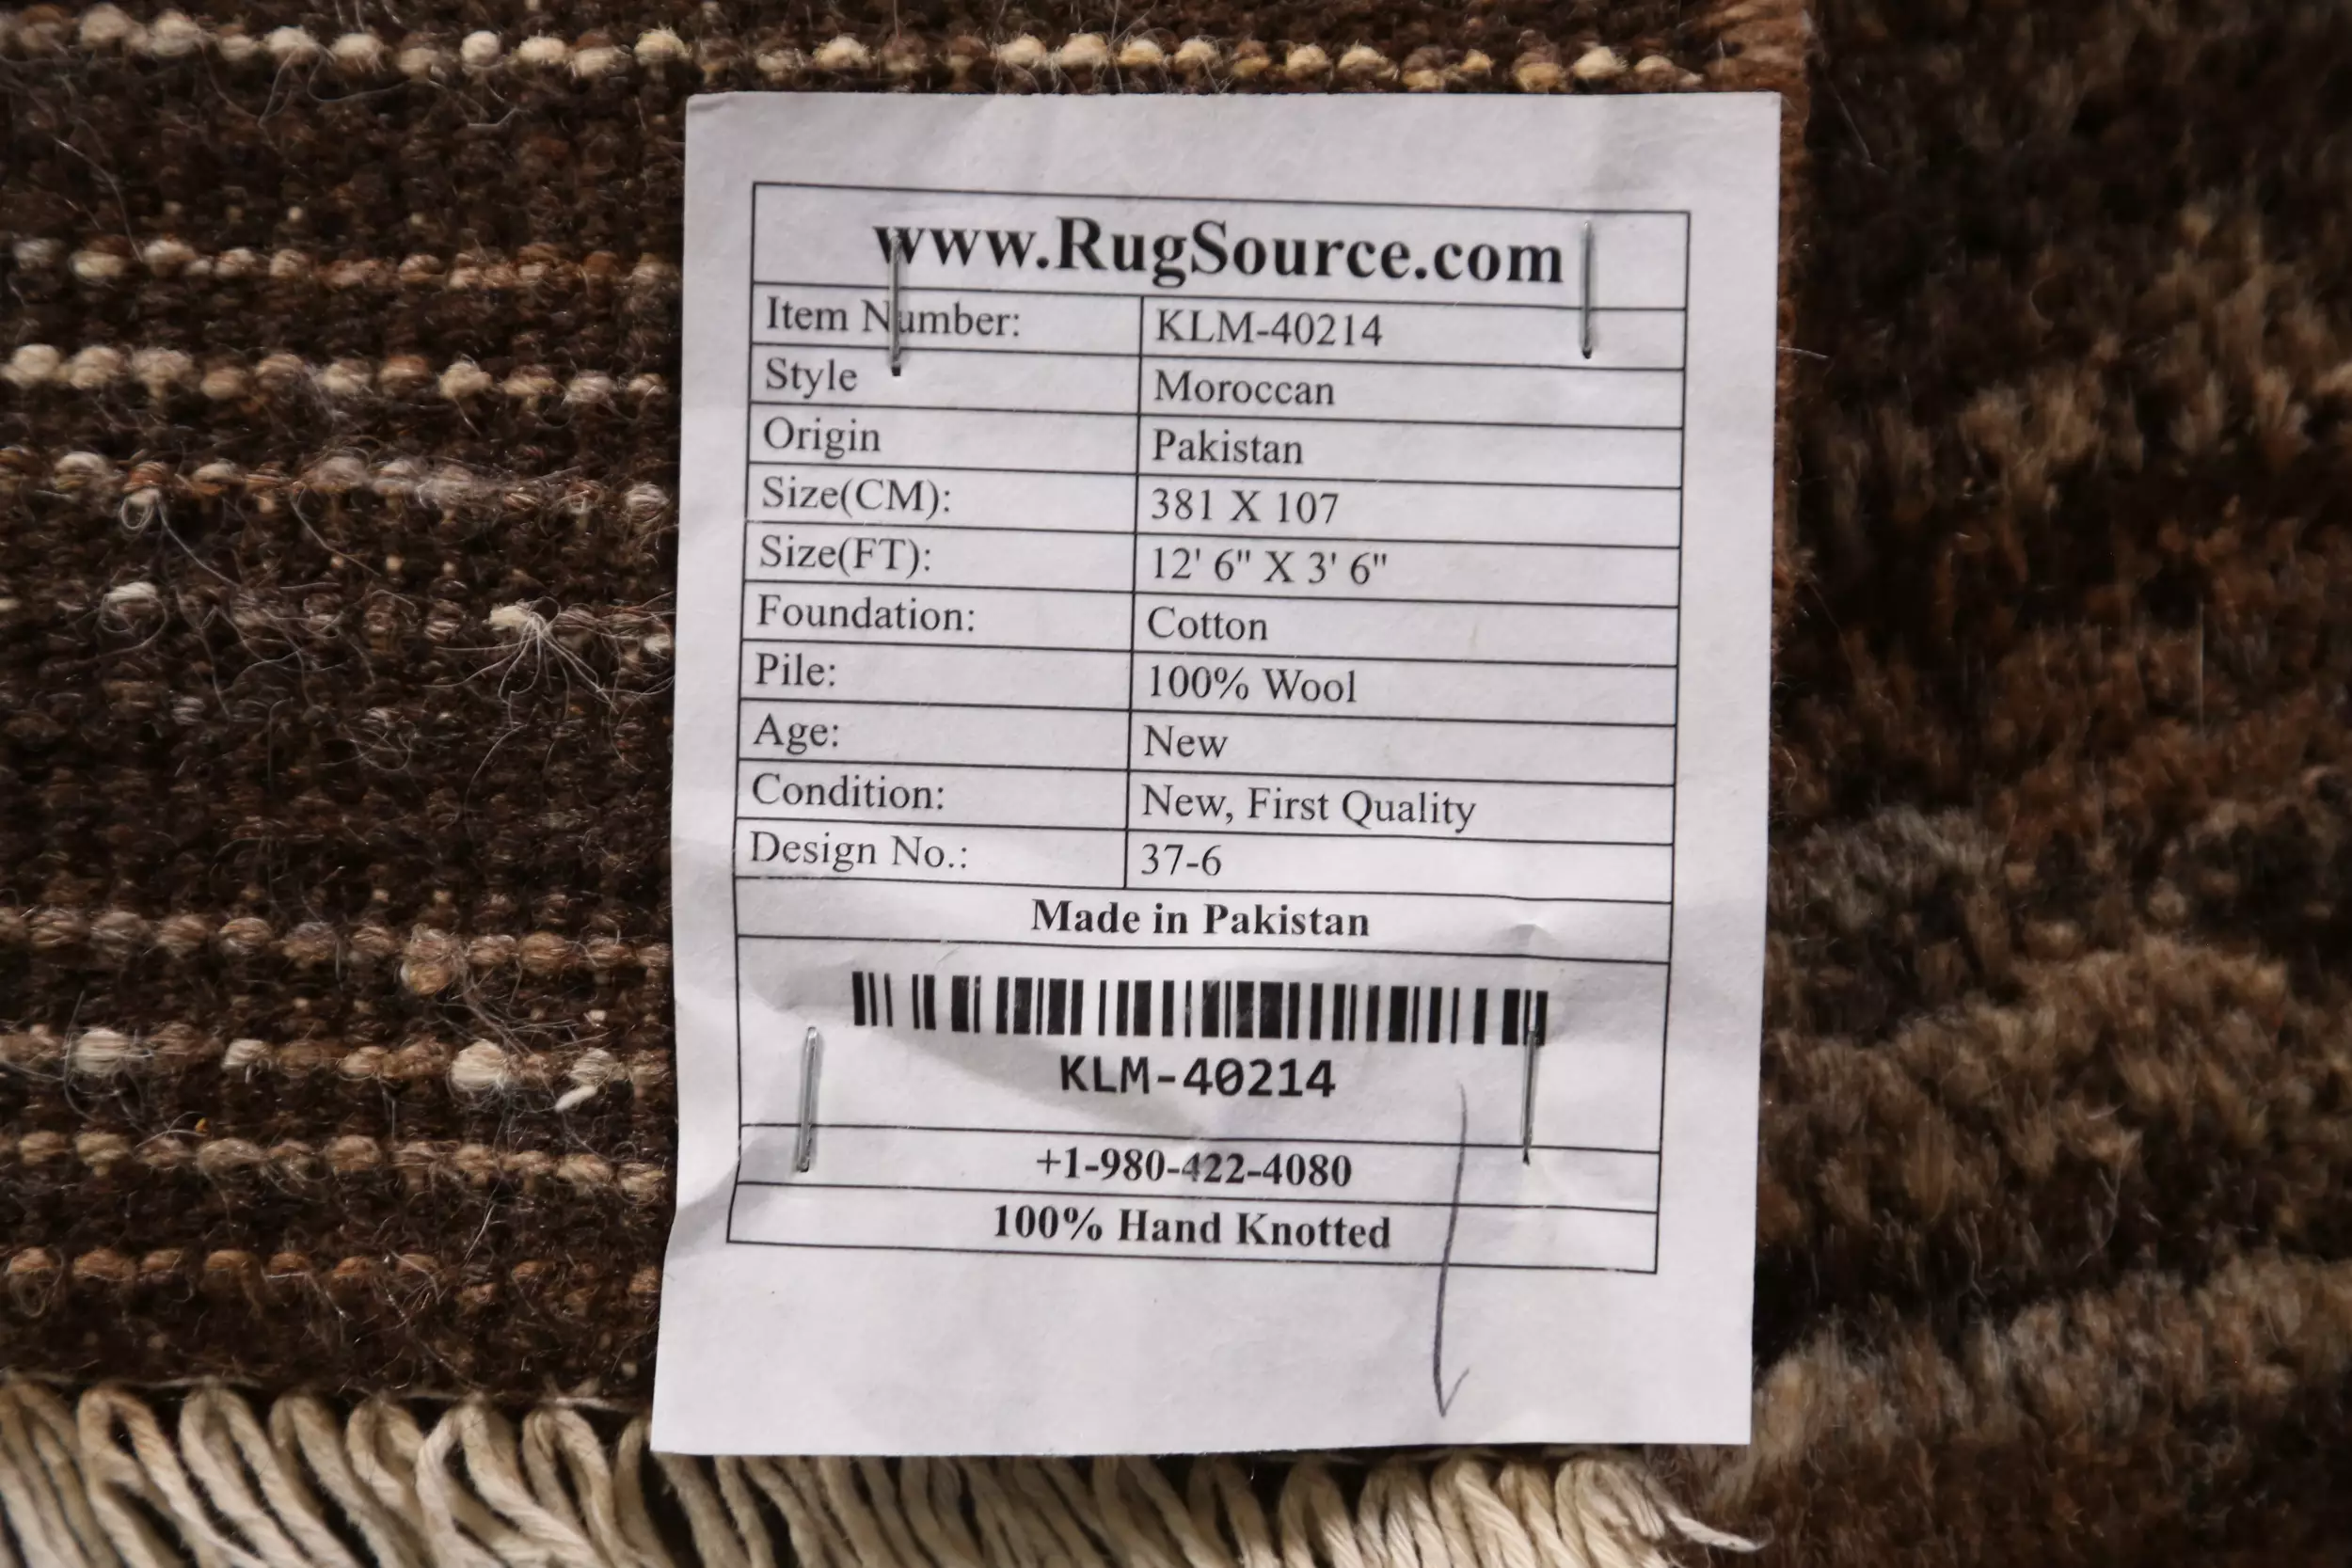 www.RugSource.com
Item Number: KLM-40214
Style Moroccan
Origin Pakistan
Size(CM): 381 X 107
Size(FT): 12' 6" X 3' 6"
Foundation: Cotton
Pile: 100% Wool
Age: New
Condition: New, First Quality
Design No.: 37-6
Made in Pakistan
KLM-40214
+1-980-422-4080
100% Hand Knotted